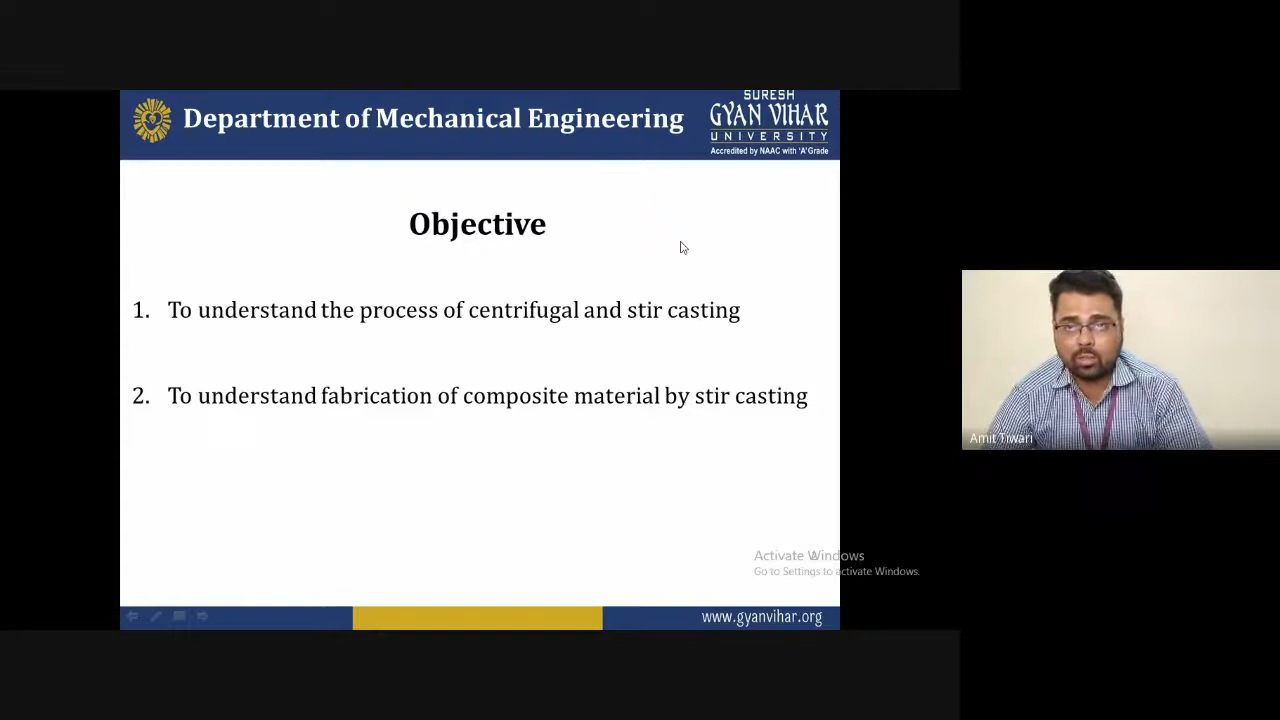 Department of Mechanical Engineering
SURESH
GYAN VIHAR
UNIVERSITY
Accredited by NAAC with 'A' Grade
Objective
1. To understand the process of centrifugal and stir casting
2. To understand fabrication of composite material by stir casting
Amit Tiwari
Activate Windows
Go to Settings to activate Windows.
www.gyanvihar.org